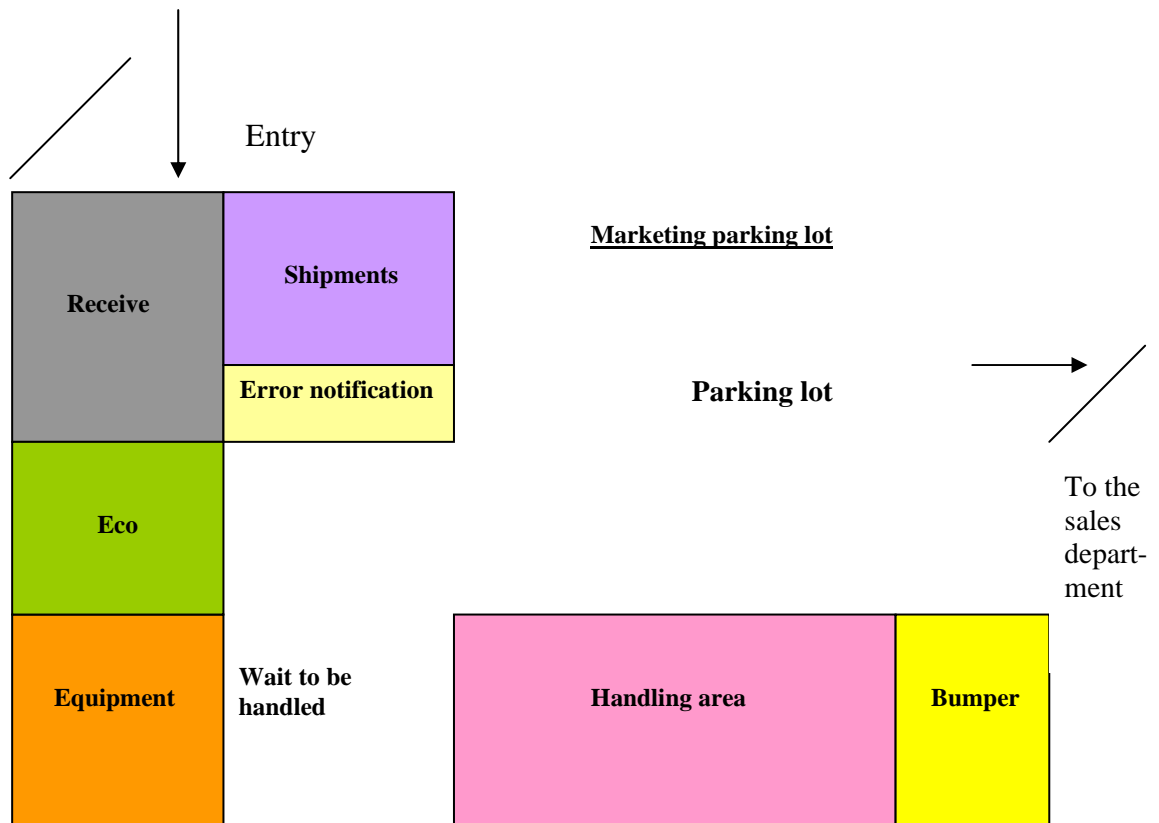 Entry
Marketing parking lot
Shipments
Receive
Error notification
Parking lot
To the
sales
depart-
ment
Eco
Wait to be
handled
Equipment
Handling area
Bumper